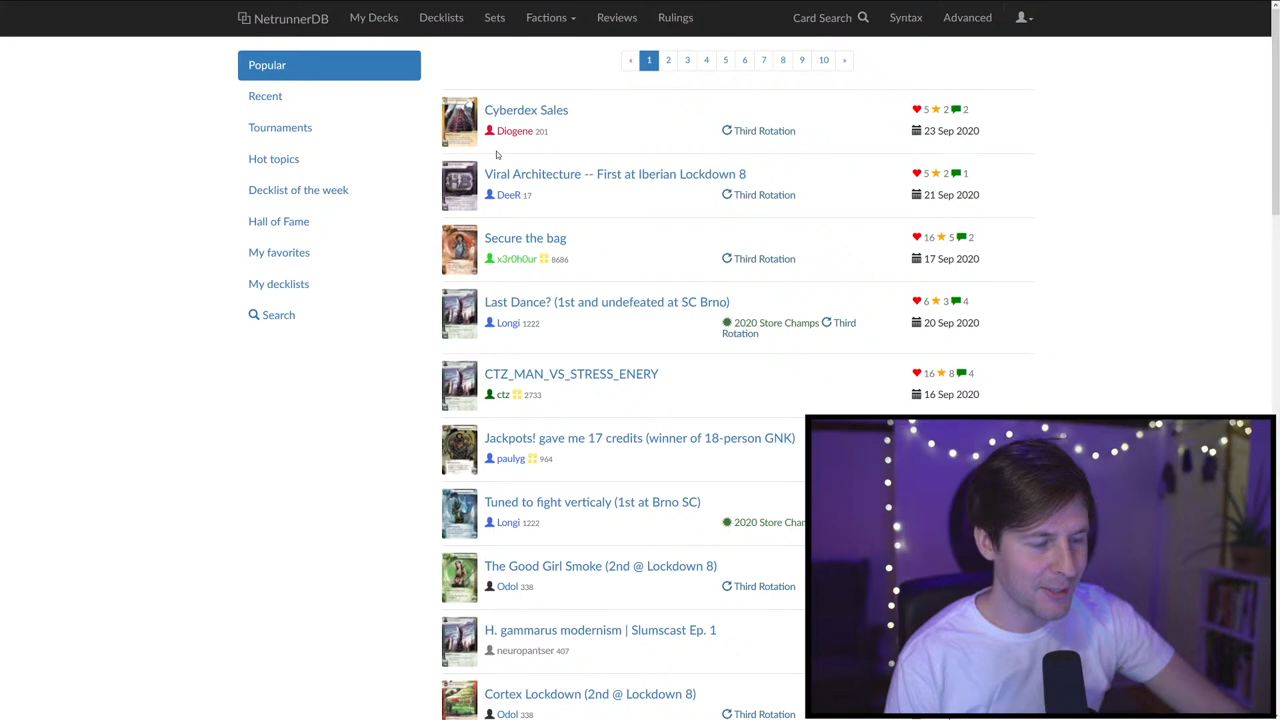 NetrunnerDB My Decks Decklists Sets Factions Reviews Rulings Card Search Syntax Advanced
Popular
Recent
Tournaments
Hot topics
Decklist of the week
Hall of Fame
My favorites
My decklists
Search
« 1 2 3 4 5 6 7 8 9 10 »
Cyberdex Sales 5 2 2
Diogene 201 Third Rotation 23 Sep 2020
Viral Architecture -- First at Iberian Lockdown 8 5 2 1
DeeR 17 Third Rotation 21 Sep 2020
Secure the bag 16 5 2
x3r0h0ur 8686 Third Rotation 17 Sep 2020
Last Dance? (1st and undefeated at SC Brno) 6 3 4
Longi 1222 2020 Store Champs Third 20 Sep 2020
Rotation
CTZ_MAN_VS_STRESS_ENERY 16 8 4
ctz 2733 16 Sep 2020
Jackpots! gave me 17 credits (winner of 18-person GNK)
paulyg 964
Tuned to fight verticaly (1st at Brno SC)
Longi 1222 2020 Store Cham
The Good Girl Smoke (2nd @ Lockdown 8)
Odol 338 Third Rotation
H. gammarus modernism | Slumscast Ep. 1
neuropantser 407
Cortex Lockdown (2nd @ Lockdown 8)
Odol 338 Third Rotation